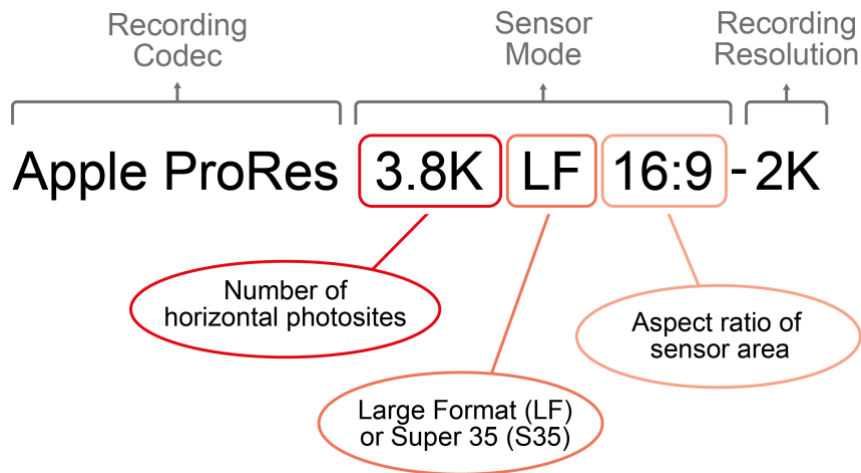 Recording
Codec
Sensor
Mode
Recording
Resolution
Apple ProRes 3.8K LF 16:9 - 2K
Number of
horizontal photosites
Aspect ratio of
sensor area
Large Format (LF)
or Super 35 (S35)